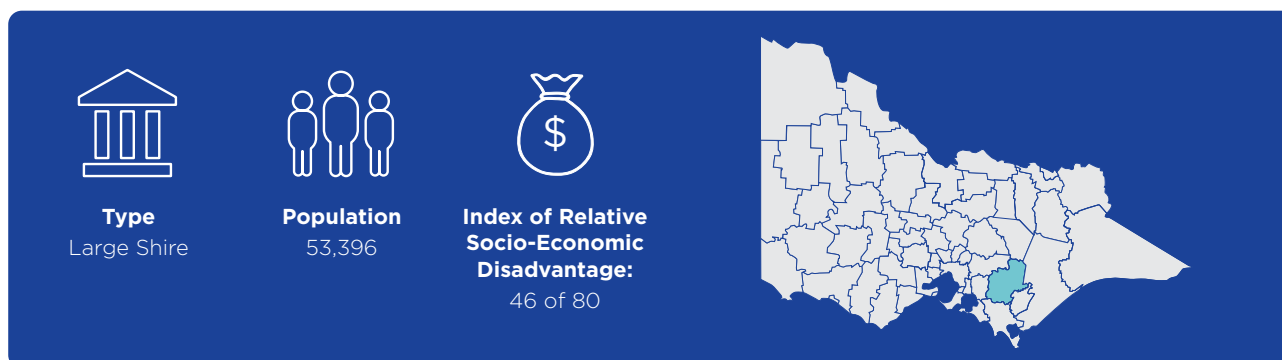 $
Type
Large Shire
Population
53,396
Index of Relative
Socio-Economic
Disadvantage:
46 of 80